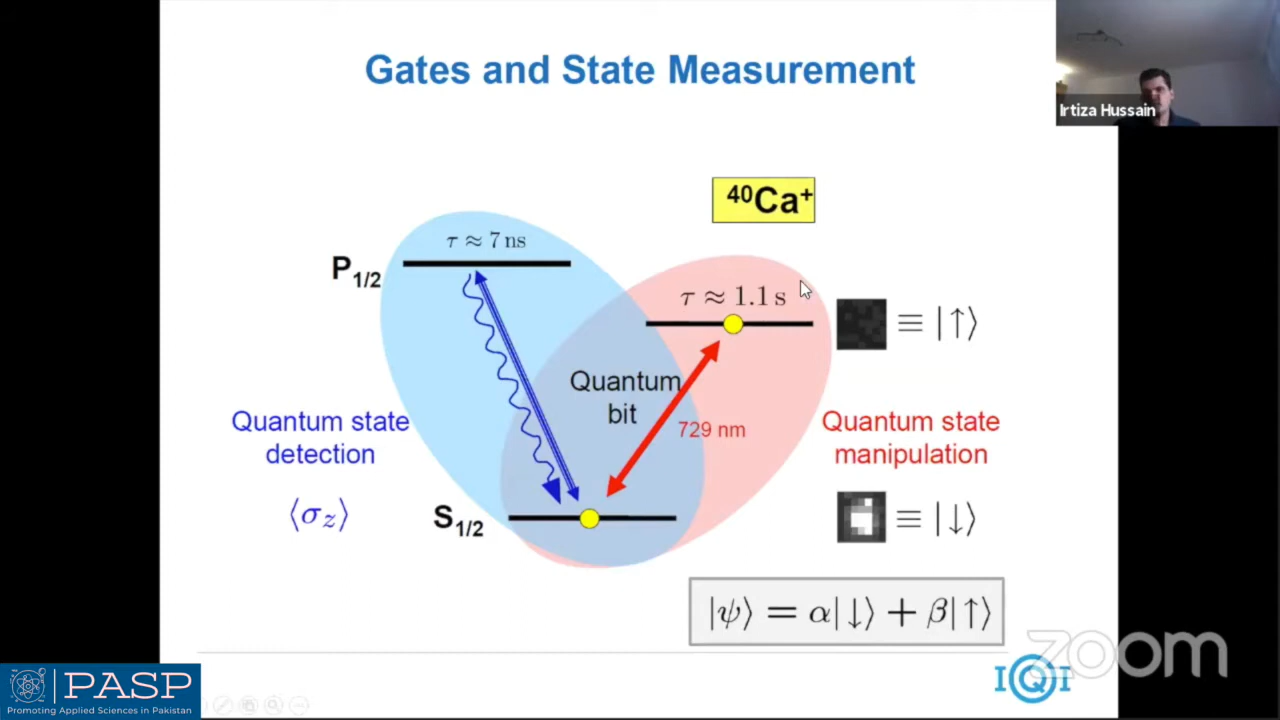 Gates and State Measurement
Irtiza Hussain
⁴⁰Ca⁺
τ ≈ 7 ns
P₁/₂
τ ≈ 1.1 s
≡ |↑⟩
Quantum
bit
729 nm
Quantum state
detection
⟨σ_z⟩
Quantum state
manipulation
S₁/₂
≡ |↓⟩
|ψ⟩ = α|↓⟩ + β|↑⟩
zoom
IQI
PASP
Promoting Applied Sciences in Pakistan